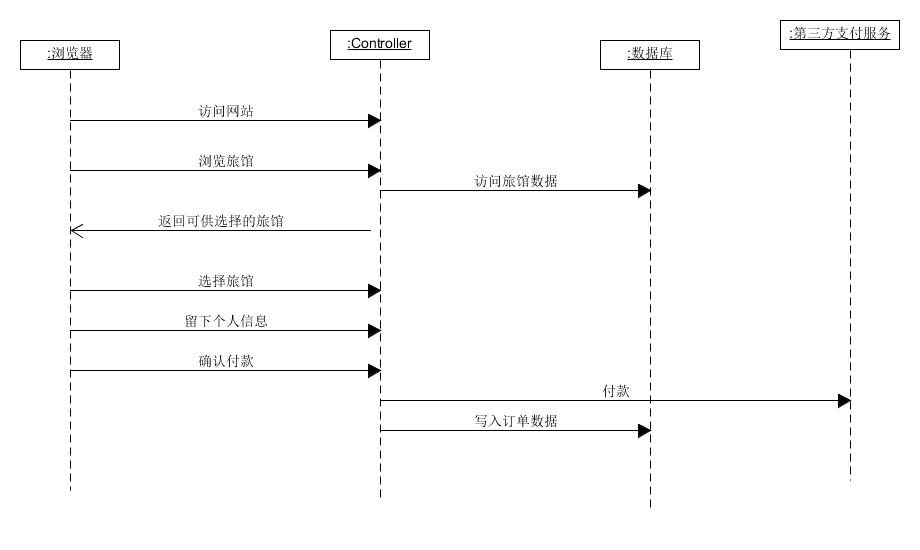 :浏览器
:Controller
:数据库
:第三方支付服务
访问网站
浏览旅馆
访问旅馆数据
返回可供选择的旅馆
选择旅馆
留下个人信息
确认付款
付款
写入订单数据